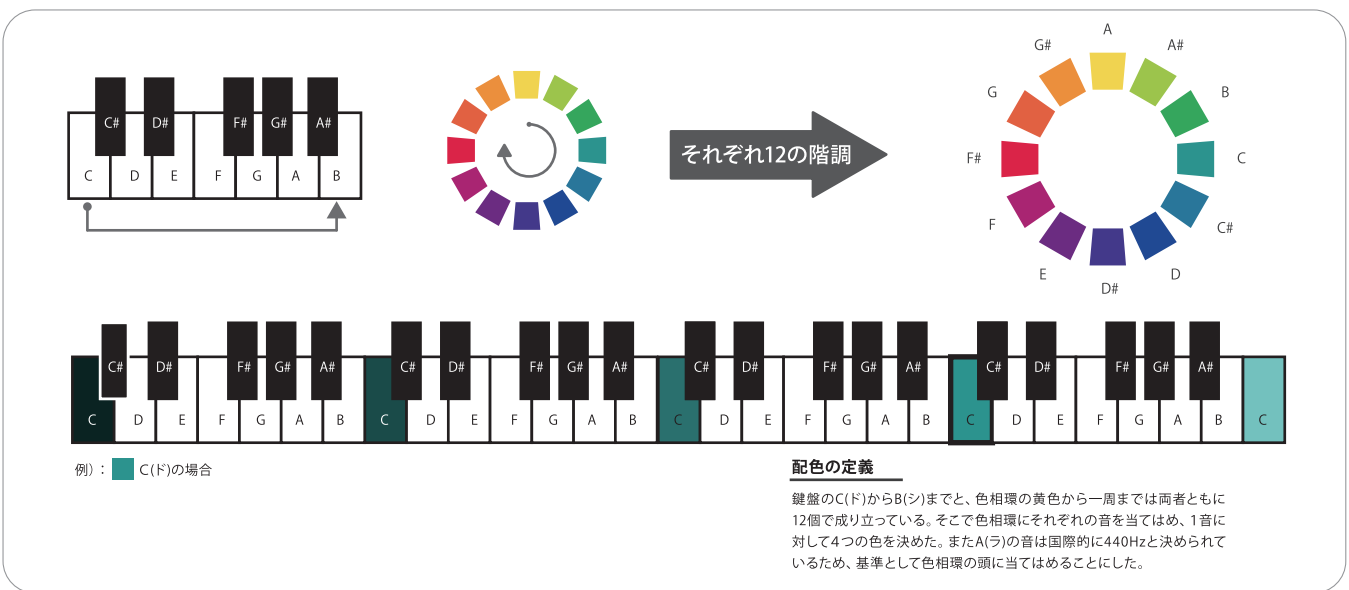 C# D# F# G# A#
C D E F G A B
それぞれ12の階調
A
G# A#
G B
F# C
F C#
E D
D#
C# D# F# G# A# C# D# F# G# A# C# D# F# G# A# C# D# F# G# A#
C D E F G A B C D E F G A B C D E F G A B C D E F G A B C
例）： C(ド)の場合
配色の定義
鍵盤のC(ド)からB(シ)までと、色相環の黄色から一周までは両者ともに
12個で成り立っている。そこで色相環にそれぞれの音を当てはめ、1音に
対して4つの色を決めた。またA(ラ)の音は国際的に440Hzと決められて
いるため、基準として色相環の頭に当てはめることにした。